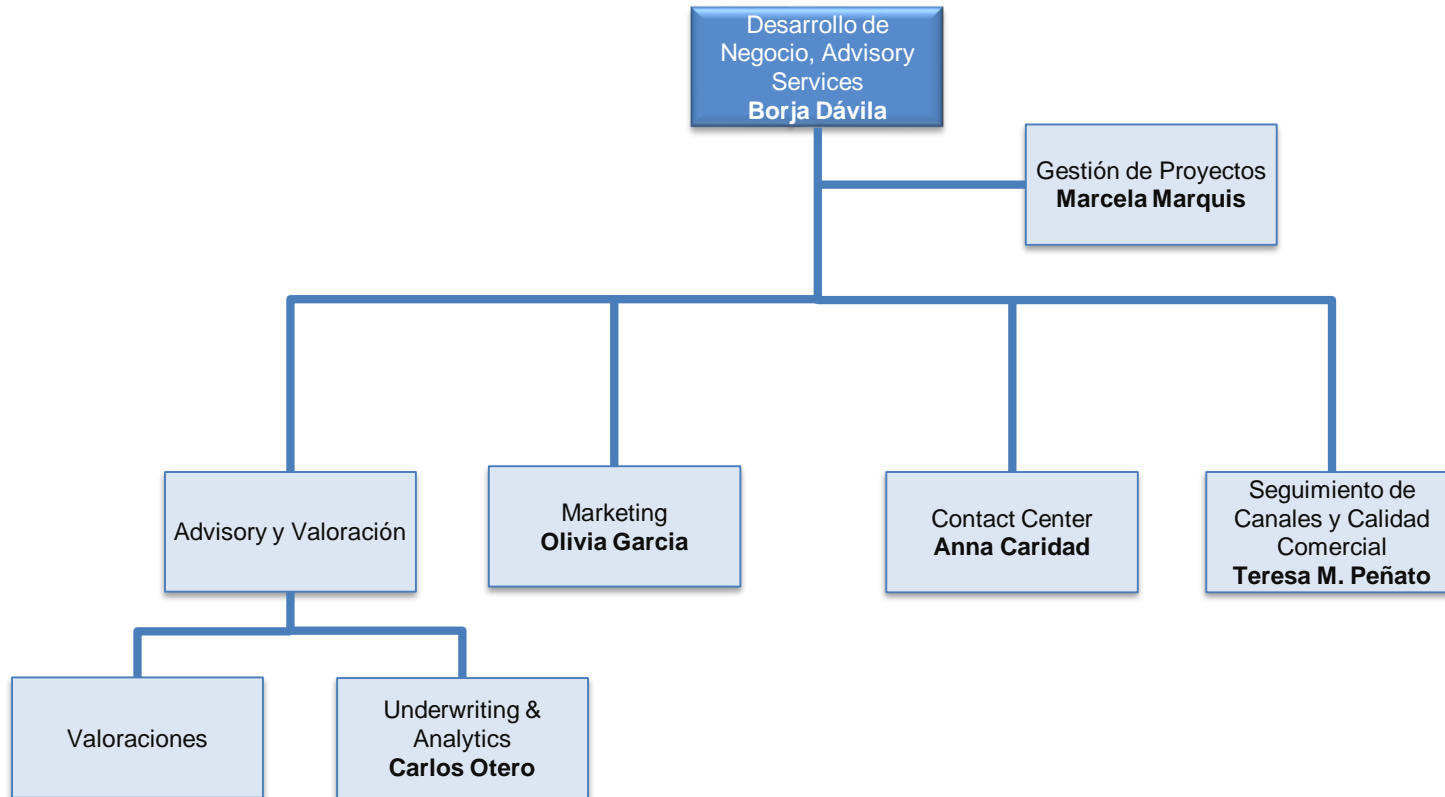 Desarrollo de
Negocio, Advisory
Services
Borja Dávila
Gestión de Proyectos
Marcela Marquis
Advisory y Valoración
Marketing
Olivia Garcia
Contact Center
Anna Caridad
Seguimiento de
Canales y Calidad
Comercial
Teresa M. Peñato
Valoraciones
Underwriting &
Analytics
Carlos Otero